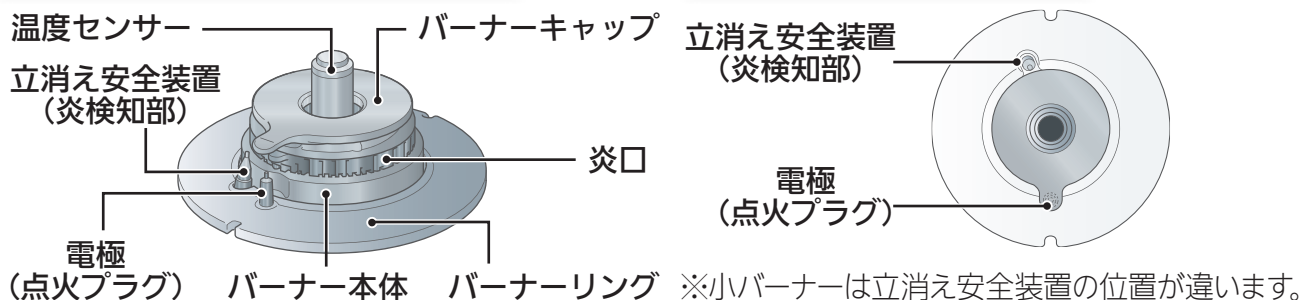 温度センサー
バーナーキャップ
立消え安全装置
（炎検知部）
炎口
電極
（点火プラグ）
バーナー本体
バーナーリング
立消え安全装置
（炎検知部）
電極
（点火プラグ）
※小バーナーは立消え安全装置の位置が違います。